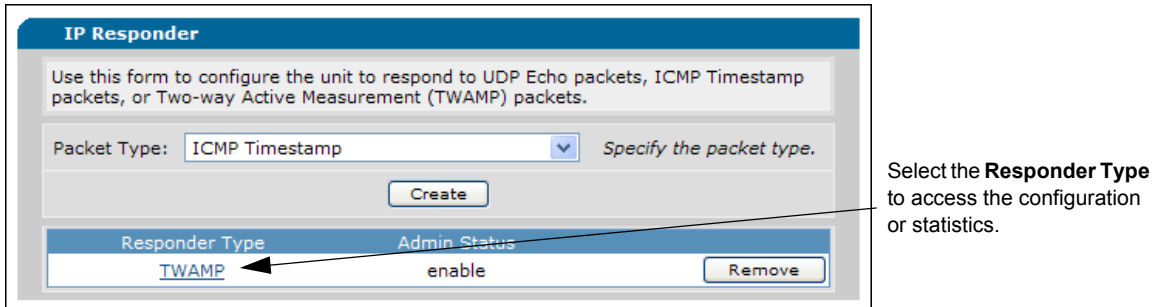 IP Responder
Use this form to configure the unit to respond to UDP Echo packets, ICMP Timestamp
packets, or Two-way Active Measurement (TWAMP) packets.
Packet Type: ICMP Timestamp Specify the packet type.
Create
Responder Type Admin Status
TWAMP enable Remove
Select the Responder Type
to access the configuration
or statistics.